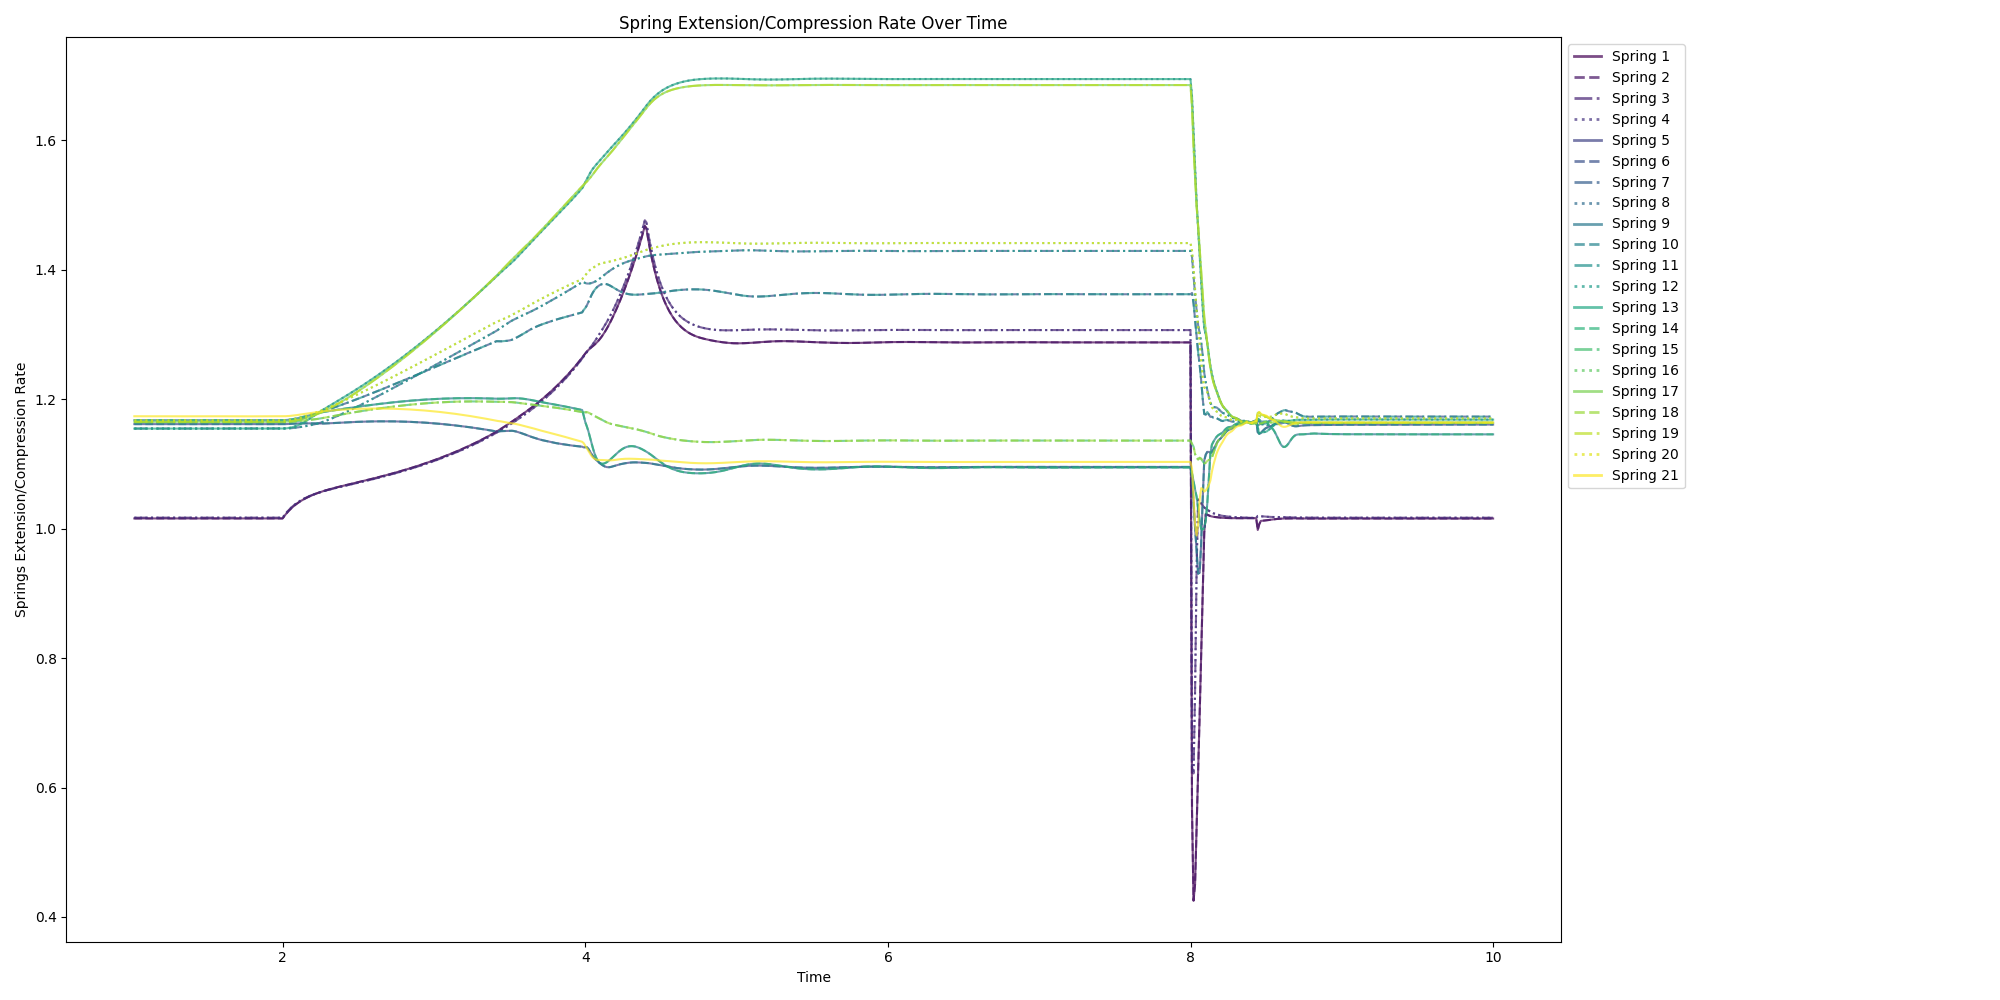 Spring Extension/Compression Rate Over Time
Springs Extension/Compression Rate
1.6
1.4
1.2
1.0
0.8
0.6
0.4
2
4
6
8
10
Time
Spring 1
Spring 2
Spring 3
Spring 4
Spring 5
Spring 6
Spring 7
Spring 8
Spring 9
Spring 10
Spring 11
Spring 12
Spring 13
Spring 14
Spring 15
Spring 16
Spring 17
Spring 18
Spring 19
Spring 20
Spring 21